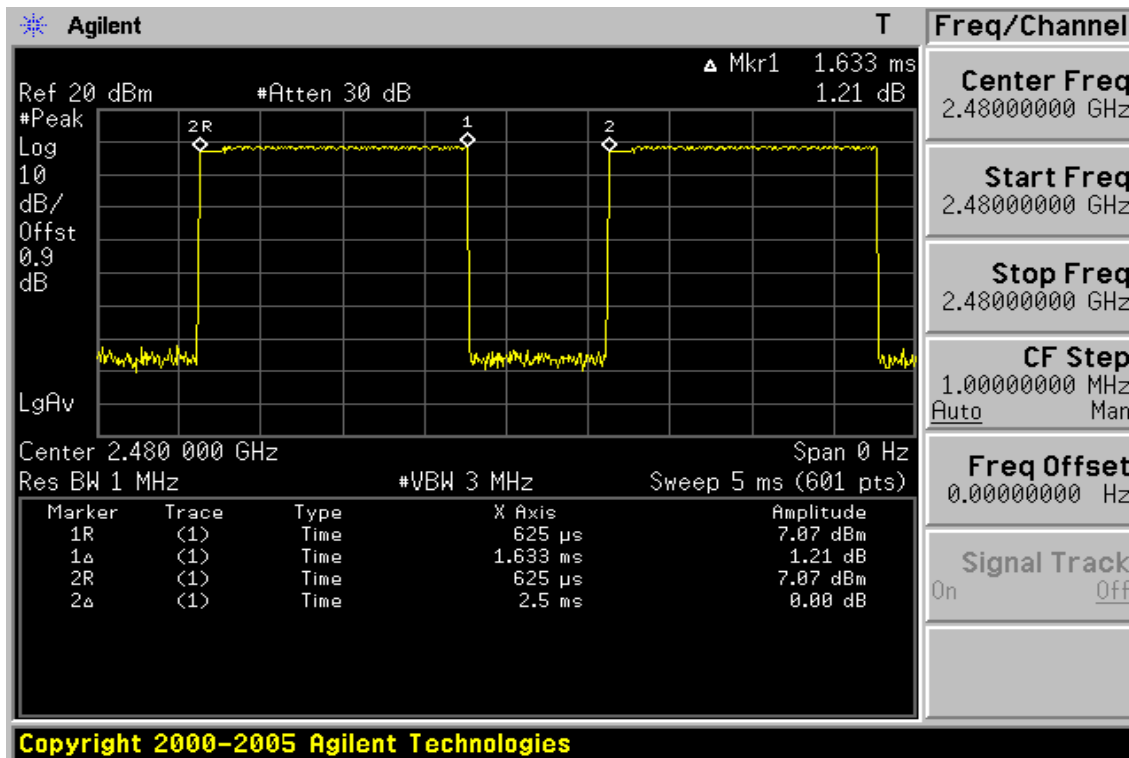 Agilent
T
Freq/Channel
Δ Mkr1 1.633 ms
Ref 20 dBm #Atten 30 dB 1.21 dB
#Peak
Log
10
dB/
Offst
0.9
dB
2R 1 2
LgAv
Center 2.480 000 GHz Span 0 Hz
Res BW 1 MHz #VBW 3 MHz Sweep 5 ms (601 pts)
Marker Trace Type X Axis Amplitude
1R (1) Time 625 µs 7.07 dBm
1Δ (1) Time 1.633 ms 1.21 dB
2R (1) Time 625 µs 7.07 dBm
2Δ (1) Time 2.5 ms 0.00 dB
Center Freq
2.48000000 GHz
Start Freq
2.48000000 GHz
Stop Freq
2.48000000 GHz
CF Step
1.00000000 MHz
Auto Man
Freq Offset
0.00000000 Hz
Signal Track
On Off
Copyright 2000-2005 Agilent Technologies